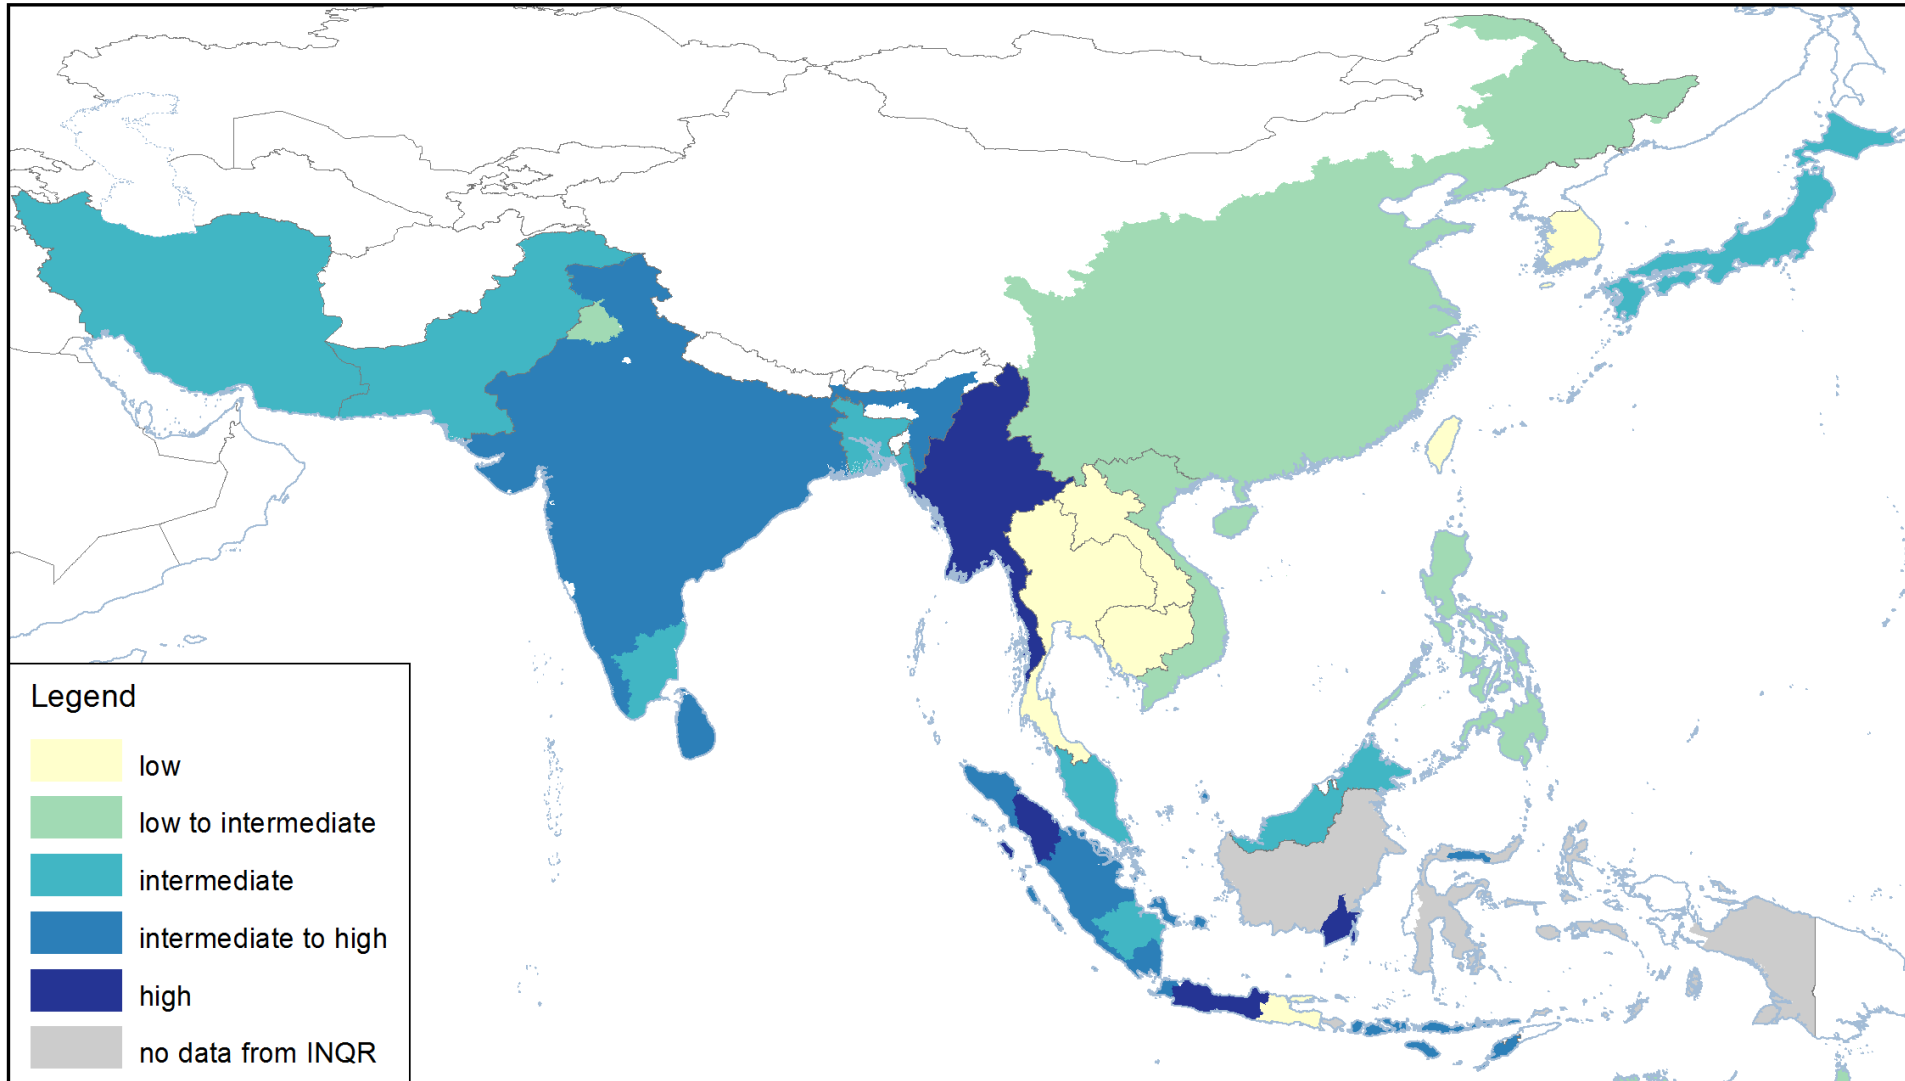 Legend
low
low to intermediate
intermediate
intermediate to high
high
no data from INQR